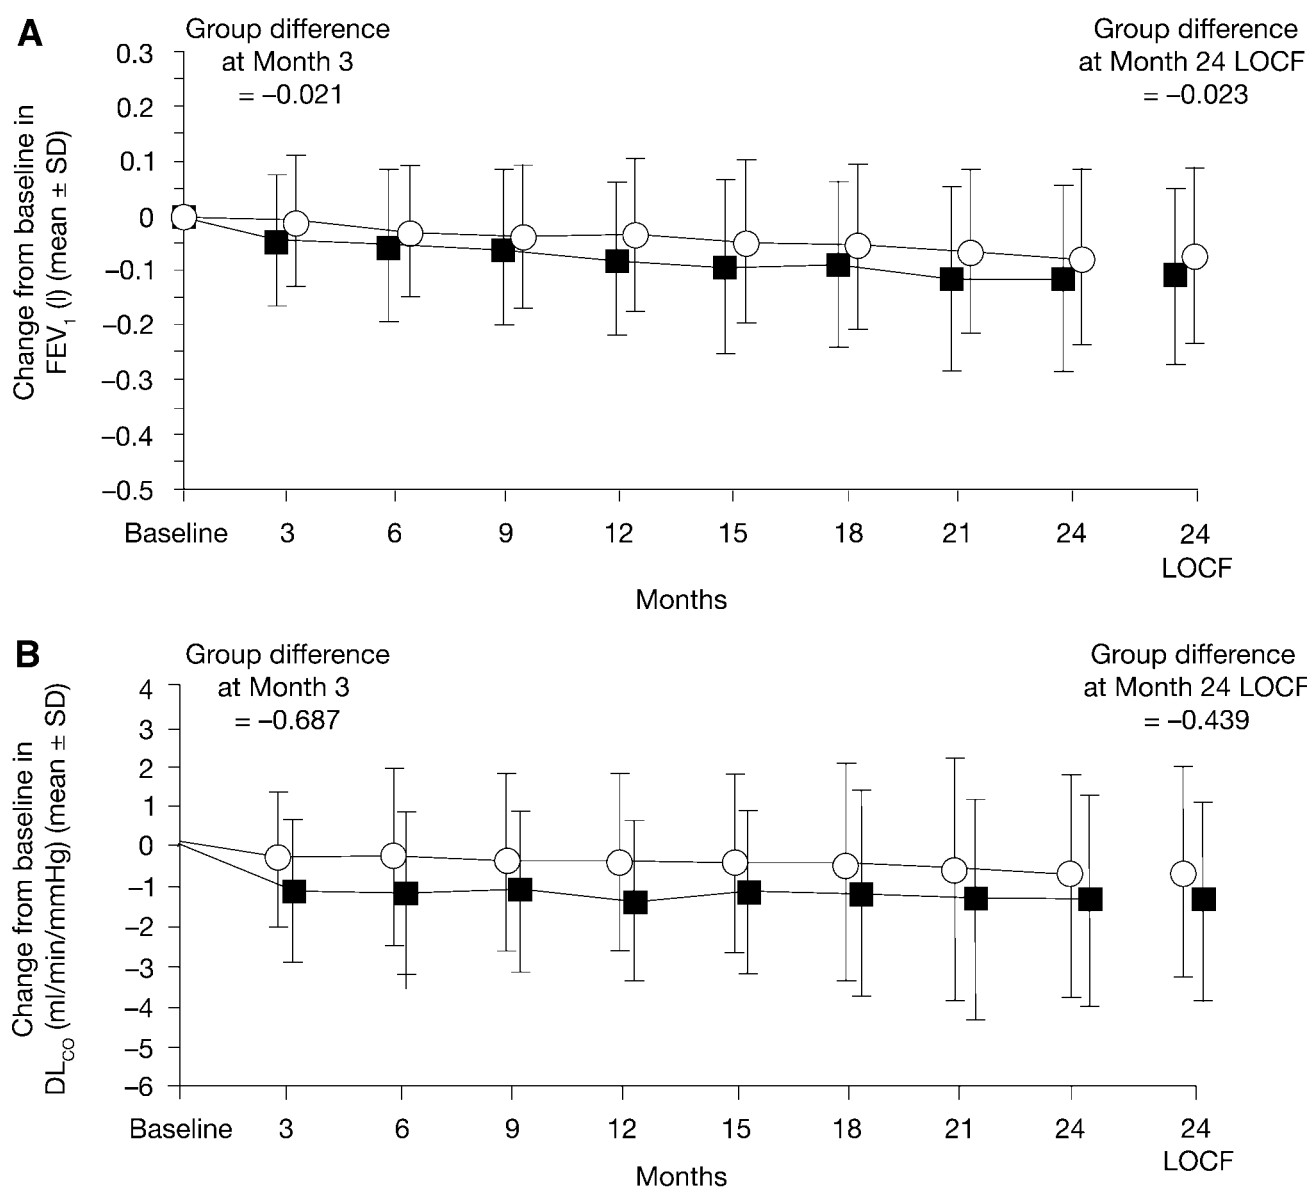 A
Group difference
at Month 3
= –0.021
Group difference
at Month 24 LOCF
= –0.023
Change from baseline in
FEV1 (l) (mean ± SD)
0.3
0.2
0.1
0
–0.1
–0.2
–0.3
–0.4
–0.5
Baseline 3 6 9 12 15 18 21 24 24
LOCF
Months
B
Group difference
at Month 3
= –0.687
Group difference
at Month 24 LOCF
= –0.439
Change from baseline in
DLCO (ml/min/mmHg) (mean ± SD)
4
3
2
1
0
–1
–2
–3
–4
–5
–6
Baseline 3 6 9 12 15 18 21 24 24
LOCF
Months